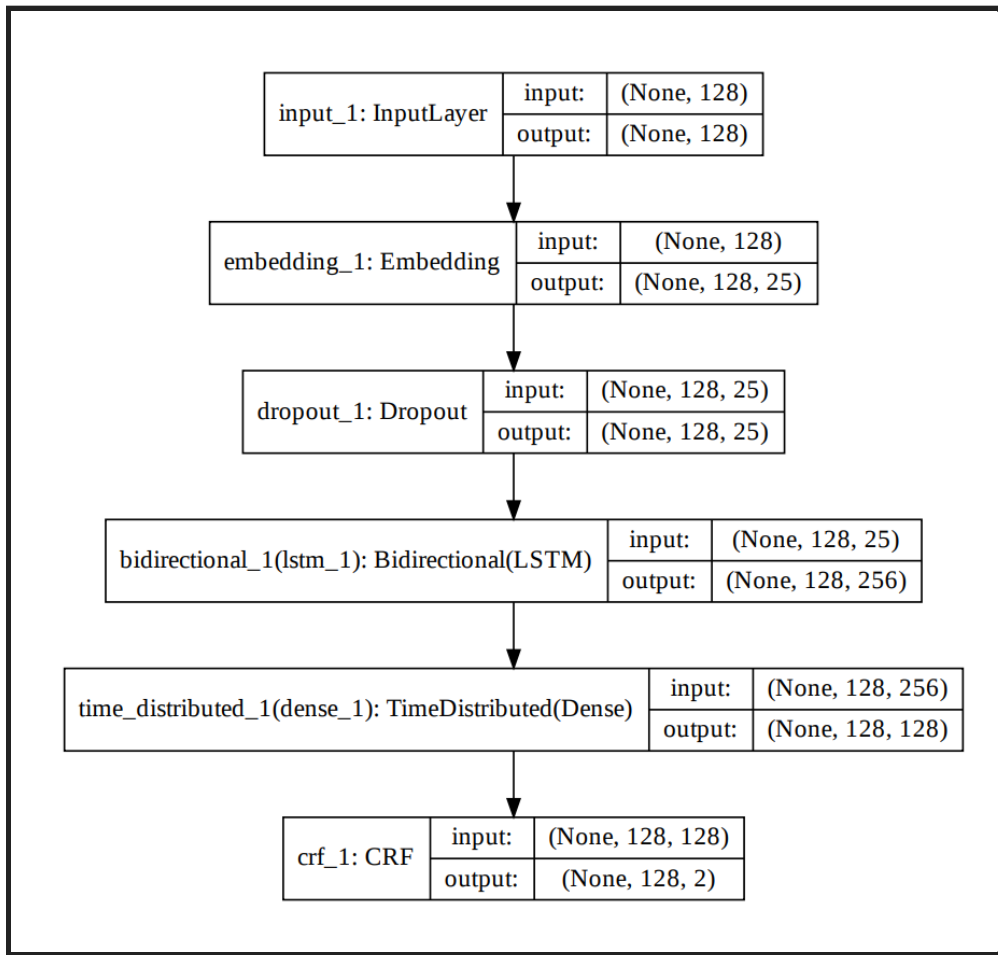 input_1: InputLayer
input: (None, 128)
output: (None, 128)
embedding_1: Embedding
input: (None, 128)
output: (None, 128, 25)
dropout_1: Dropout
input: (None, 128, 25)
output: (None, 128, 25)
bidirectional_1(lstm_1): Bidirectional(LSTM)
input: (None, 128, 25)
output: (None, 128, 256)
time_distributed_1(dense_1): TimeDistributed(Dense)
input: (None, 128, 256)
output: (None, 128, 128)
crf_1: CRF
input: (None, 128, 128)
output: (None, 128, 2)